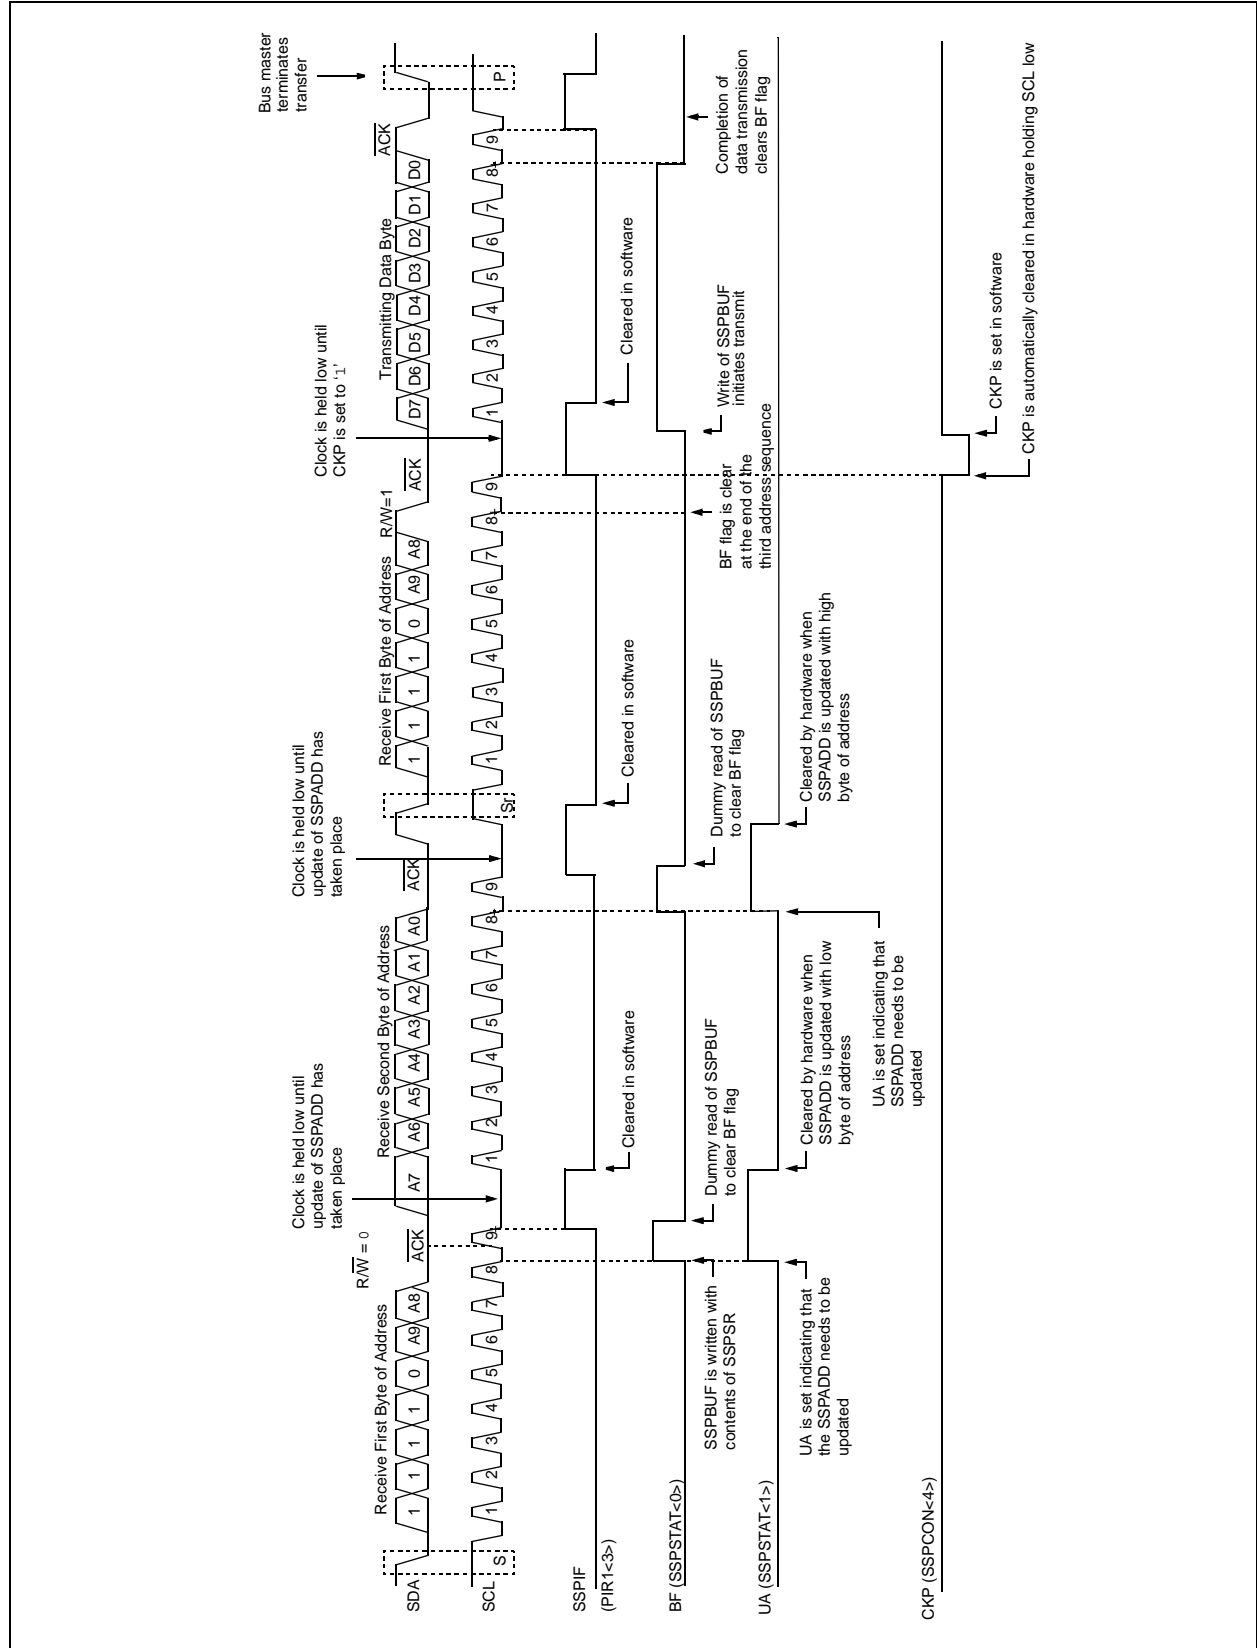 Bus master
terminates
transfer
Clock is held low until
CKP is set to '1'
Clock is held low until
update of SSPADD has
taken place
Clock is held low until
update of SSPADD has
taken place
R/W = 0
Receive First Byte of Address
ACK
Receive Second Byte of Address
ACK
Receive First Byte of Address
R/W=1
ACK
Transmitting Data Byte
ACK
SDA
1 1 1 1 0 A9 A8
A7 A6 A5 A4 A3 A2 A1 A0
1 1 1 1 0 A9 A8
D7 D6 D5 D4 D3 D2 D1 D0
SCL
S
1 2 3 4 5 6 7 8 9
1 2 3 4 5 6 7 8 9
Sr
1 2 3 4 5 6 7 8 9
1 2 3 4 5 6 7 8 9
P
SSPIF
(PIR1<3>)
Cleared in software
Cleared in software
Cleared in software
BF (SSPSTAT<0>)
SSPBUF is written with
contents of SSPSR
Dummy read of SSPBUF
to clear BF flag
Dummy read of SSPBUF
to clear BF flag
BF flag is clear
at the end of the
third address sequence
Write of SSPBUF
initiates transmit
Completion of
data transmission
clears BF flag
UA (SSPSTAT<1>)
UA is set indicating that
the SSPADD needs to be
updated
Cleared by hardware when
SSPADD is updated with low
byte of address
UA is set indicating that
SSPADD needs to be
updated
Cleared by hardware when
SSPADD is updated with high
byte of address
CKP (SSPCON<4>)
CKP is set in software
CKP is automatically cleared in hardware holding SCL low